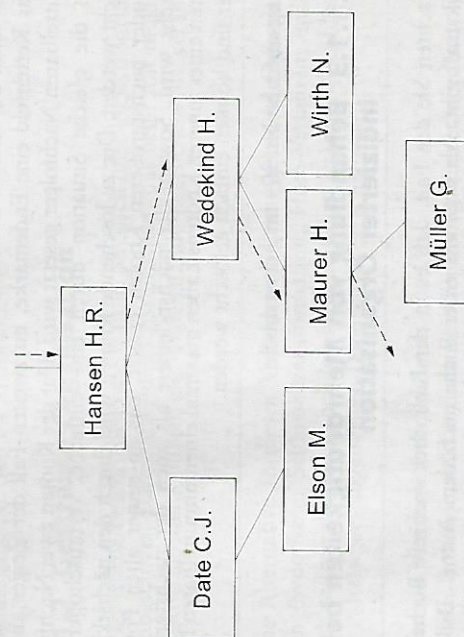 Hansen H.R.
Date C.J.
Wedekind H.
Elson M.
Maurer H.
Wirth N.
Müller G.